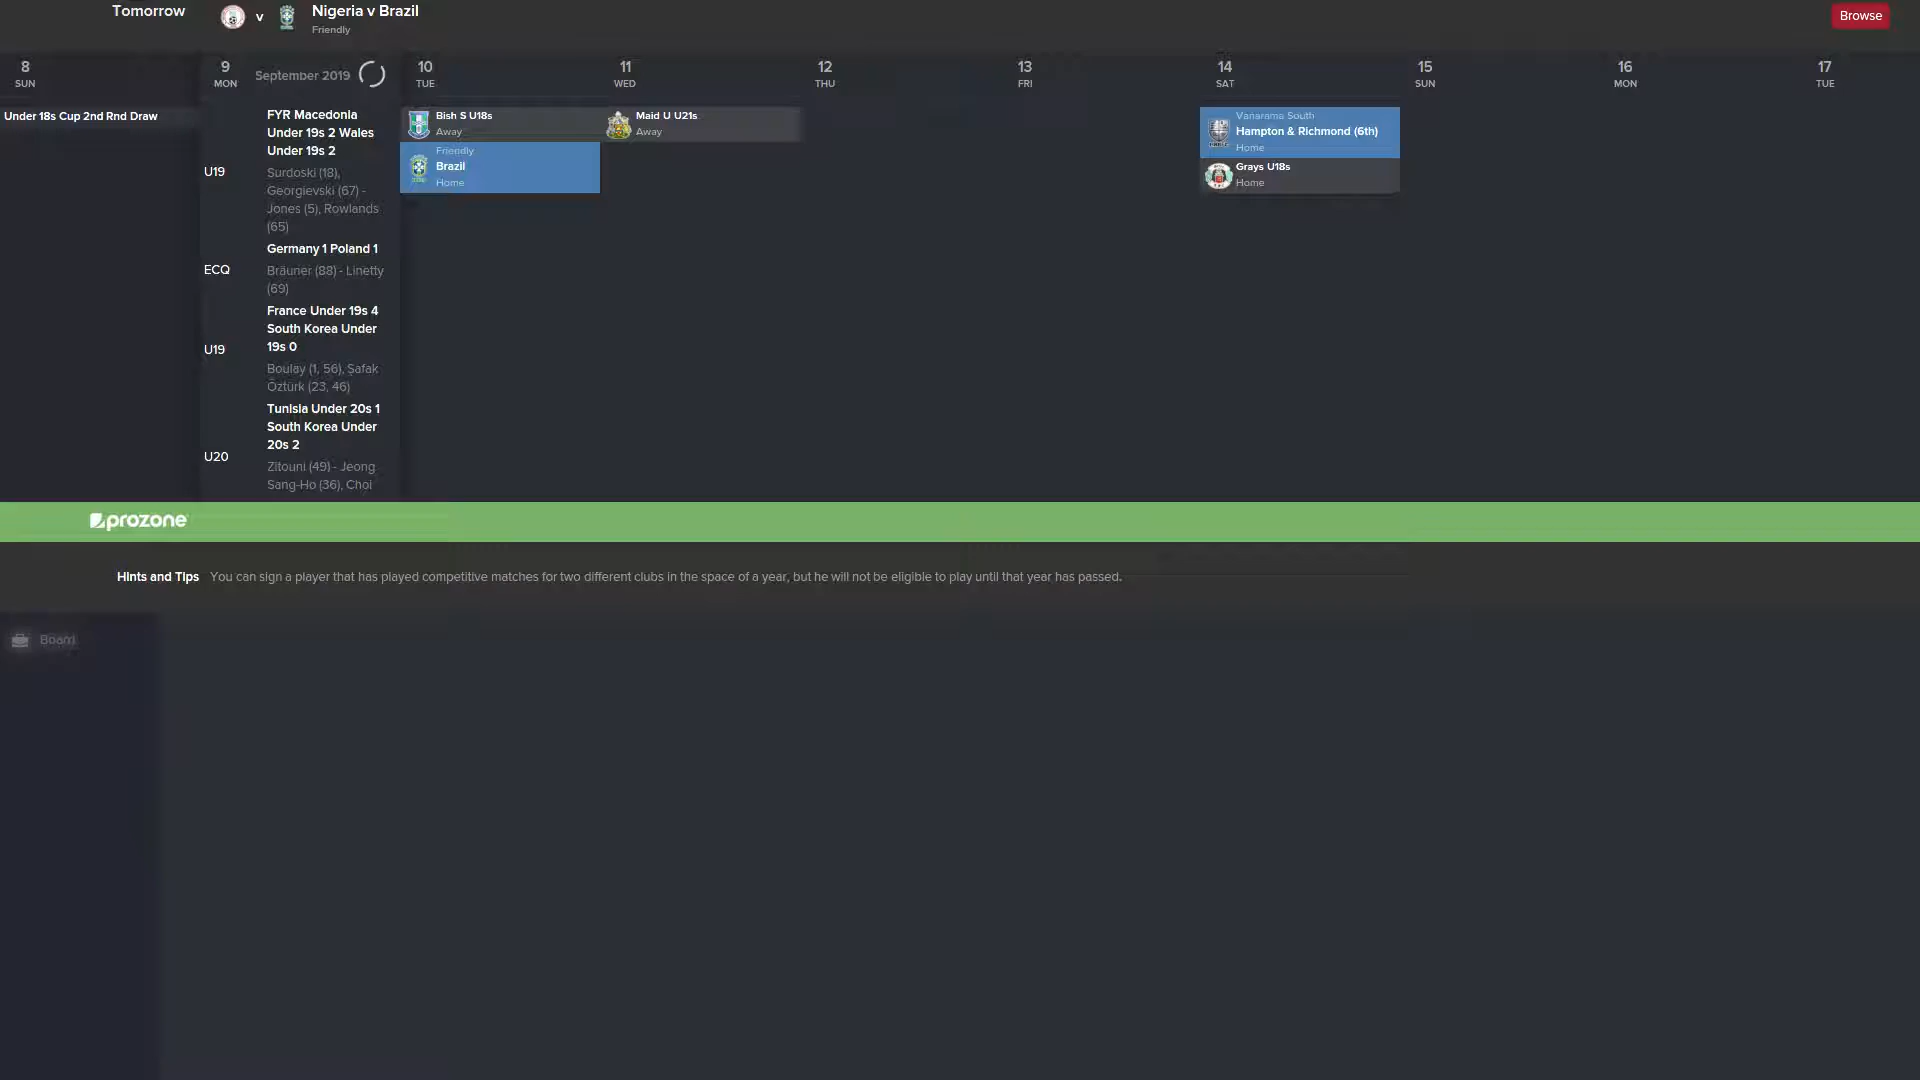 Tomorrow
v
Nigeria v Brazil
Friendly
Browse
8
SUN
9
MON
September 2019
10
TUE
11
WED
12
THU
13
FRI
14
SAT
15
SUN
16
MON
17
TUE
Under 18s Cup 2nd Rnd Draw
U19
FYR Macedonia
Under 19s 2 Wales
Under 19s 2
Surdoski (18),
Georgievski (67) -
Jones (5), Rowlands
(65)
ECQ
Germany 1 Poland 1
Bräuner (88) - Linetty
(69)
U19
France Under 19s 4
South Korea Under
19s 0
Boulay (1, 56), Şafak
Öztürk (23, 46)
U20
Tunisia Under 20s 1
South Korea Under
20s 2
Zitouni (49) - Jeong
Sang-Ho (36), Choi
Bish S U18s
Away
Friendly
Brazil
Home
Maid U U21s
Away
Vanarama South
Hampton & Richmond (6th)
Home
Grays U18s
Home
prozone
Hints and Tips You can sign a player that has played competitive matches for two different clubs in the space of a year, but he will not be eligible to play until that year has passed.
Board